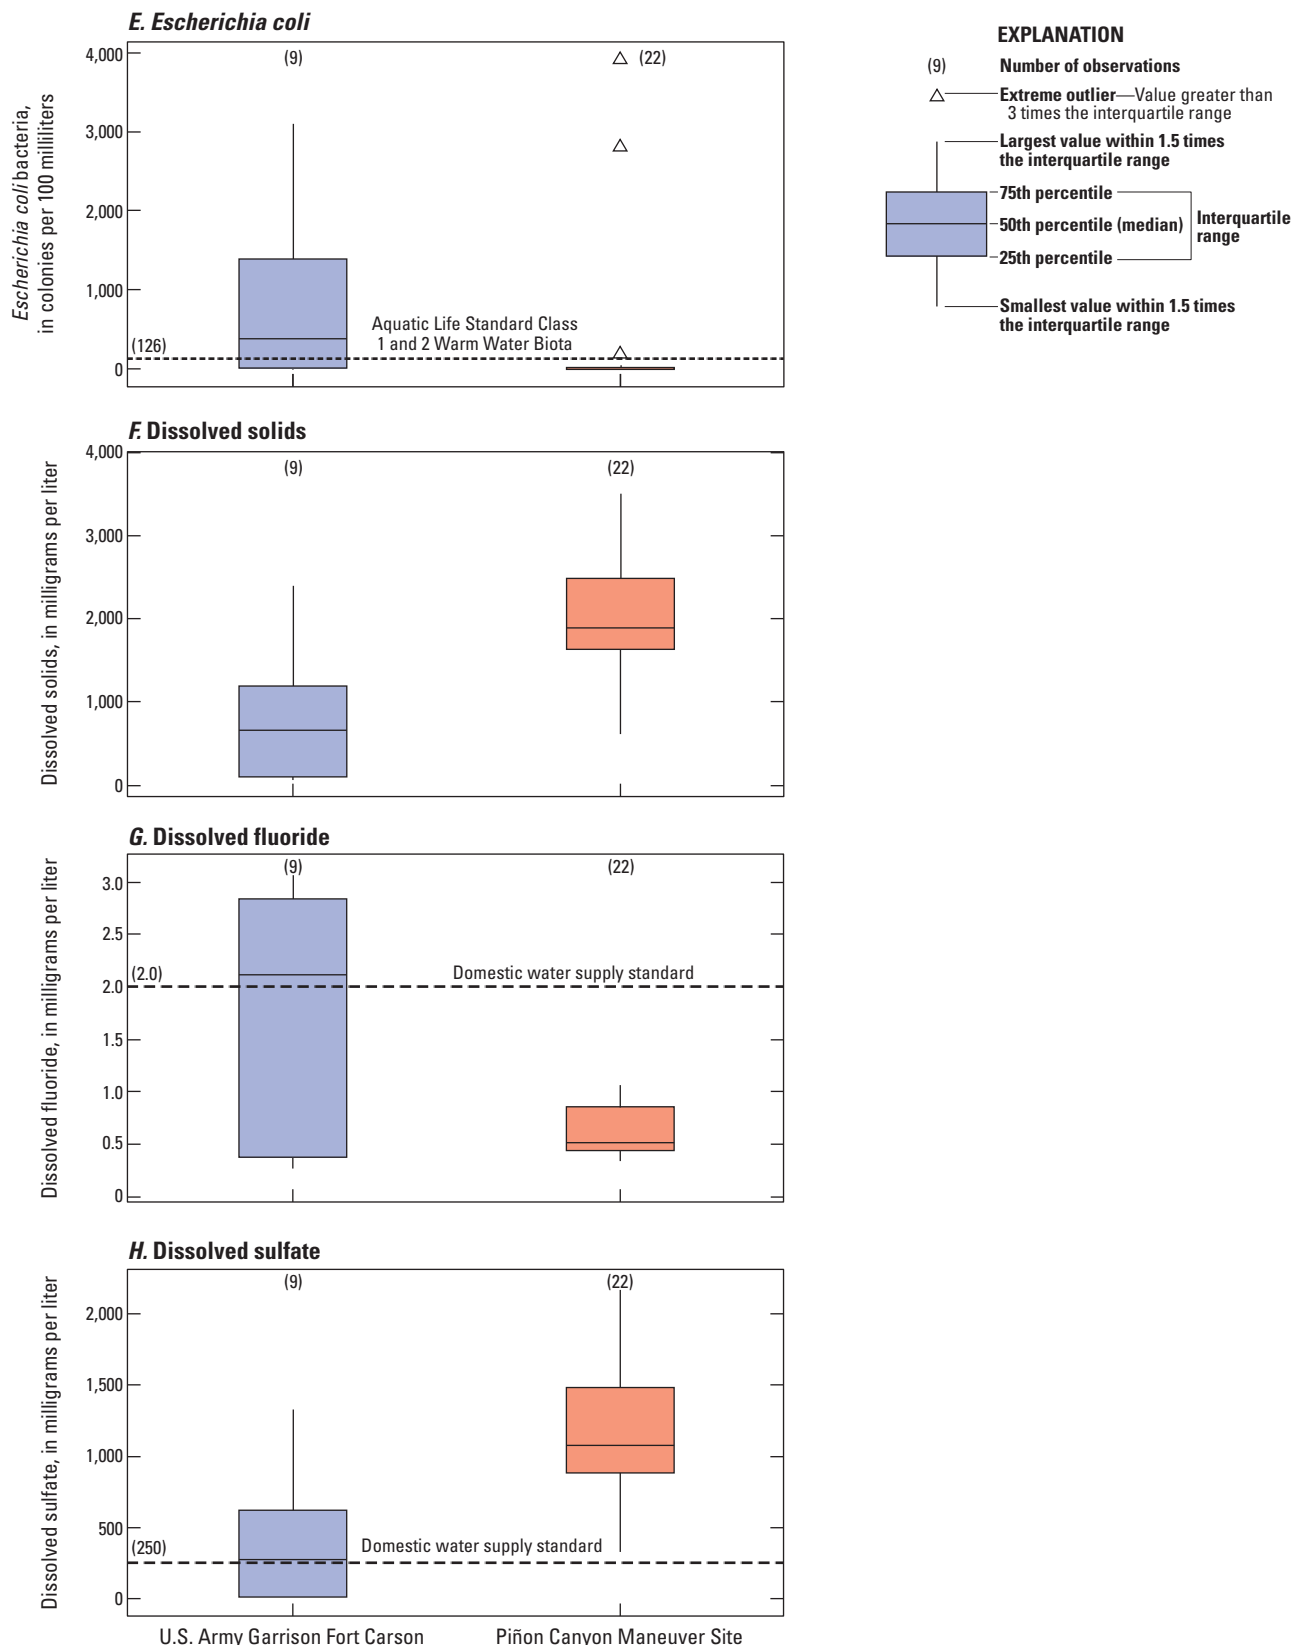 E. Escherichia coli
Escherichia coli bacteria,
in colonies per 100 milliliters
4,000
3,000
2,000
1,000
0
(9)
(22)
(126)
Aquatic Life Standard Class
1 and 2 Warm Water Biota
EXPLANATION
(9) Number of observations
Extreme outlier—Value greater than
3 times the interquartile range
Largest value within 1.5 times
the interquartile range
75th percentile
50th percentile (median)
25th percentile
Interquartile
range
Smallest value within 1.5 times
the interquartile range
F. Dissolved solids
Dissolved solids, in milligrams per liter
4,000
3,000
2,000
1,000
0
(9)
(22)
G. Dissolved fluoride
Dissolved fluoride, in milligrams per liter
3.0
2.5
2.0
1.5
1.0
0.5
0
(9)
(22)
(2.0)
Domestic water supply standard
H. Dissolved sulfate
Dissolved sulfate, in milligrams per liter
2,000
1,500
1,000
500
0
(9)
(22)
(250)
Domestic water supply standard
U.S. Army Garrison Fort Carson
Piñon Canyon Maneuver Site